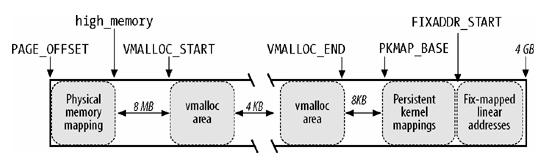 FIXADDR_START
high_memory
PAGE_OFFSET VMALLOC_START VMALLOC_END PKMAP_BASE 4 GB
Physical memory mapping
8 MB
vmalloc area
4 KB
vmalloc area
8KB
Persistent kernel mappings
Fix-mapped linear addresses